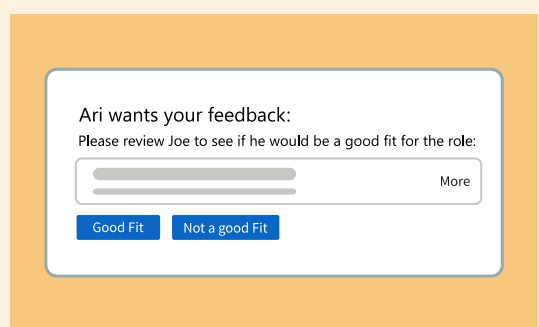 Ari wants your feedback:
Please review Joe to see if he would be a good fit for the role:
More
Good Fit
Not a good Fit